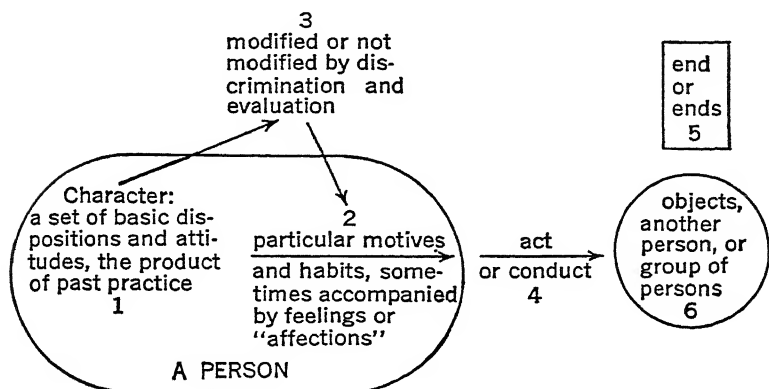 3
modified or not
modified by dis-
crimination and
evaluation
end
or
ends
5
Character:
a set of basic dis-
positions and atti-
tudes, the product
of past practice
1
2
particular motives
and habits, some-
times accompanied
by feelings or
"affections"
A PERSON
act
or conduct
4
objects,
another
person, or
group of
persons
6